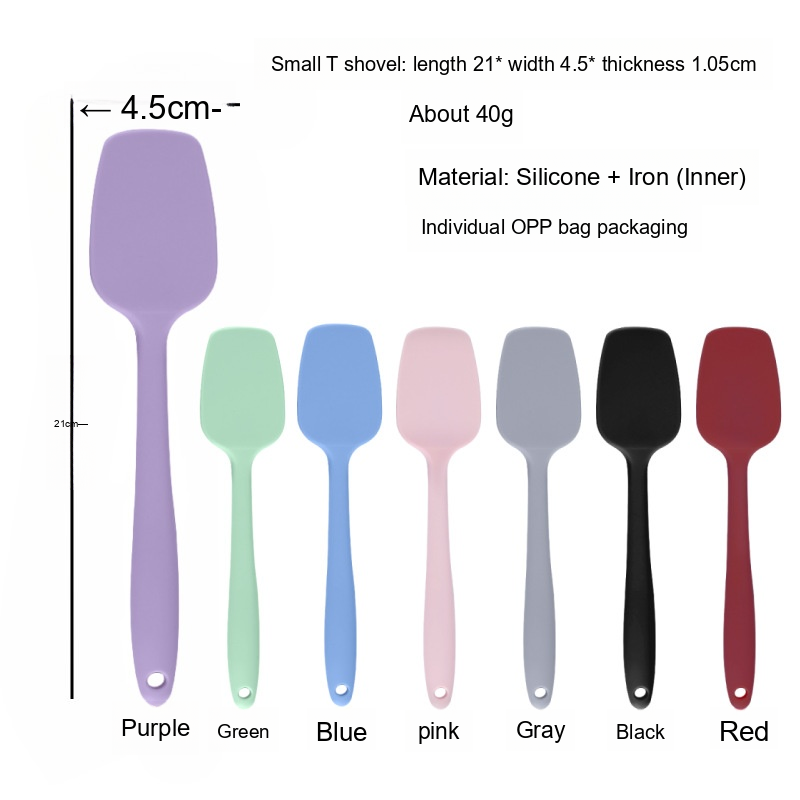 Small T shovel: length 21* width 4.5* thickness 1.05cm
← 4.5cm--
About 40g
Material: Silicone + Iron (Inner)
Individual OPP bag packaging
21cm
Purple
Green
Blue
pink
Gray
Black
Red